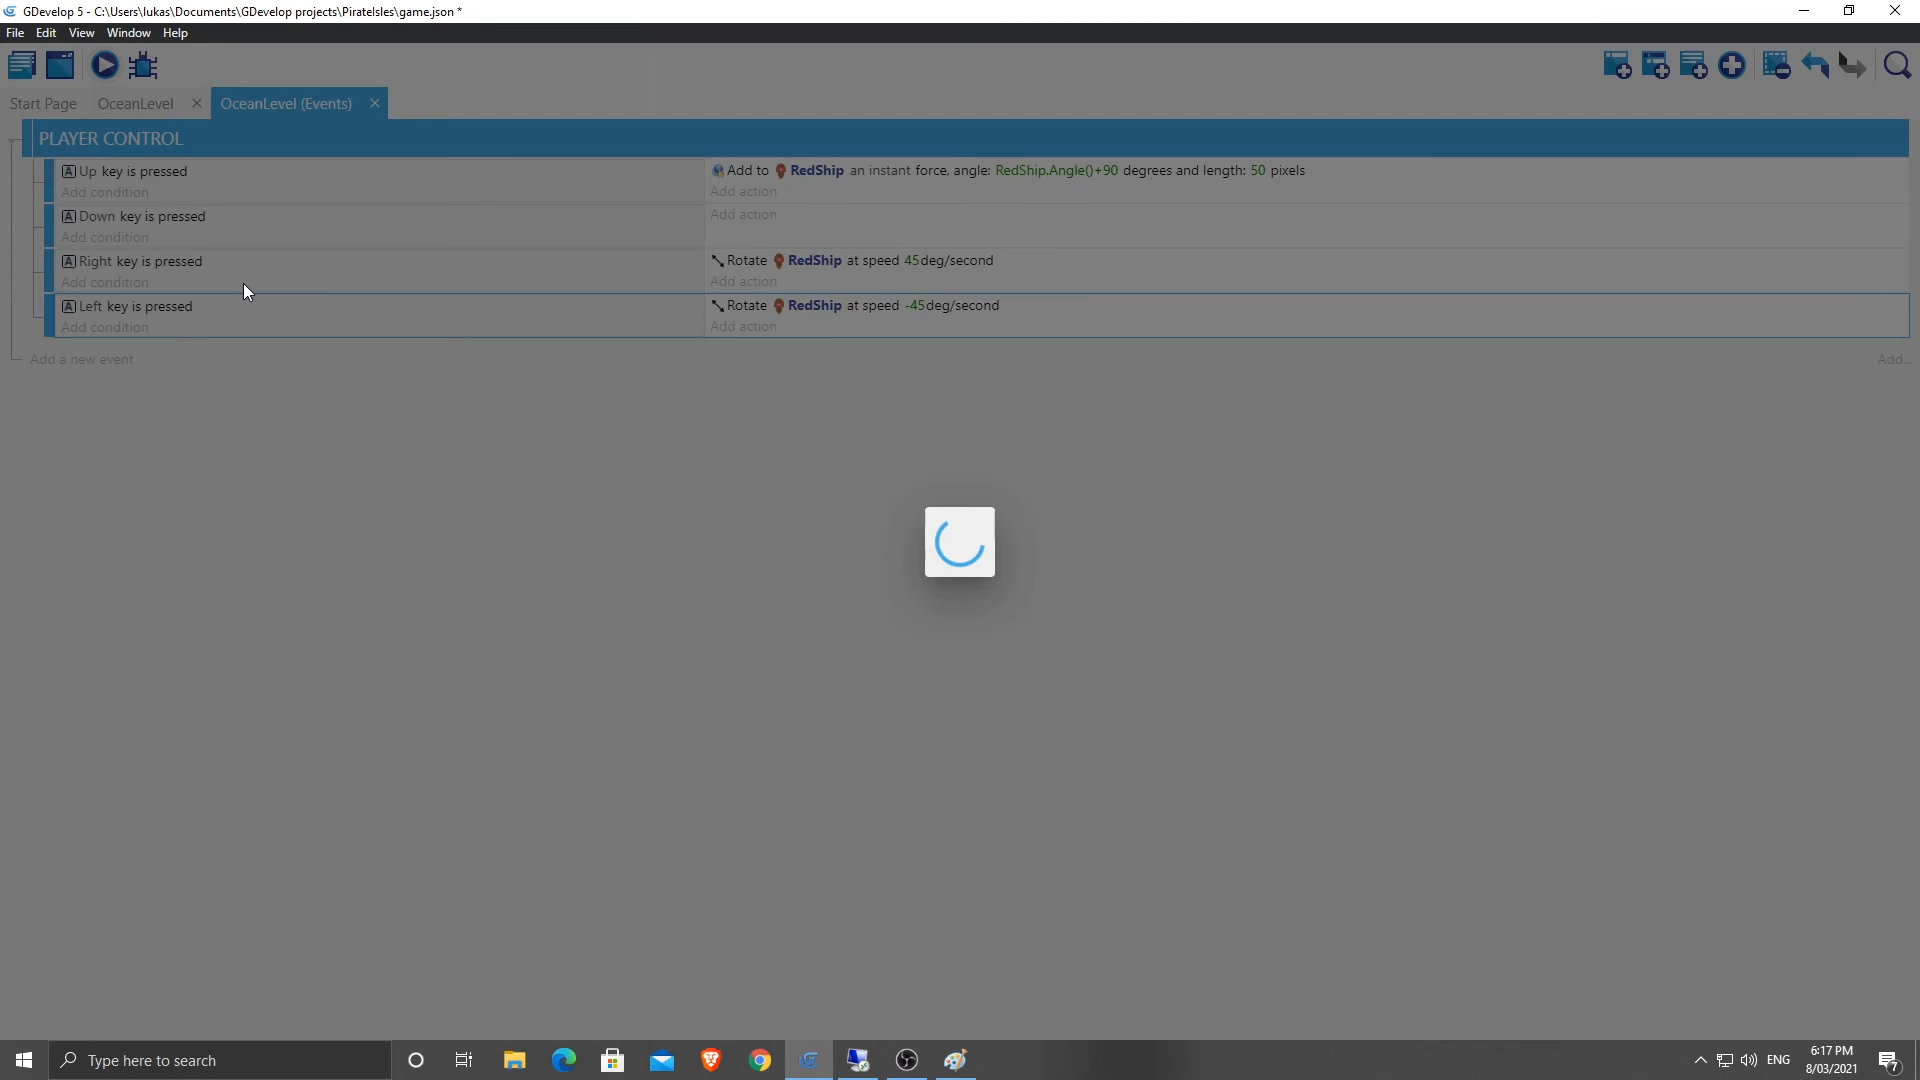 GDevelop 5 - C:\Users\lukas\Documents\GDevelop projects\PirateIsles\game.json *
File Edit View Window Help
Start Page OceanLevel OceanLevel (Events)
PLAYER CONTROL
Up key is pressed Add to RedShip an instant force, angle: RedShip.Angle()+90 degrees and length: 50 pixels
Add condition Add action
Down key is pressed Add action
Add condition
Right key is pressed Rotate RedShip at speed 45deg/second
Add condition Add action
Left key is pressed Rotate RedShip at speed -45deg/second
Add condition Add action
Add a new event Add...
Type here to search ENG 6:17 PM
8/03/2021 7